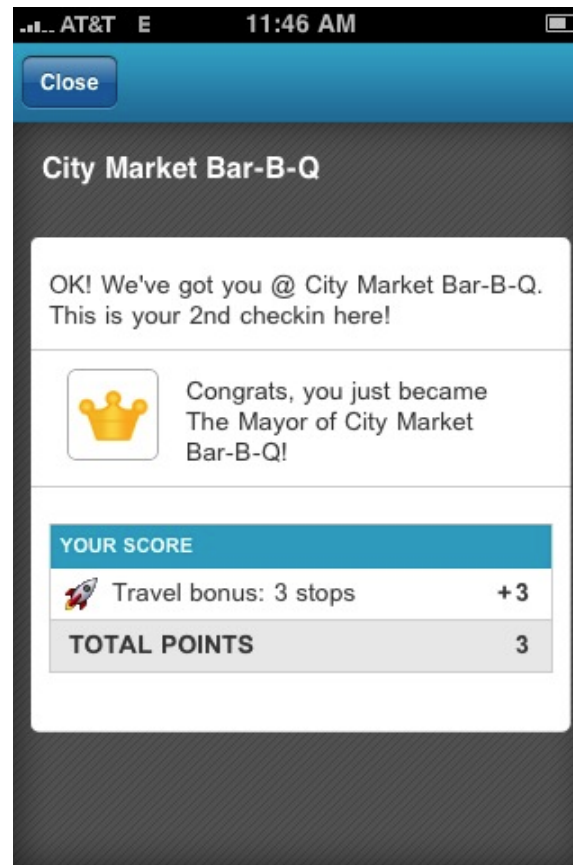 AT&T E 11:46 AM
Close
City Market Bar-B-Q
OK! We've got you @ City Market Bar-B-Q.
This is your 2nd checkin here!
Congrats, you just became
The Mayor of City Market
Bar-B-Q!
YOUR SCORE
Travel bonus: 3 stops +3
TOTAL POINTS 3